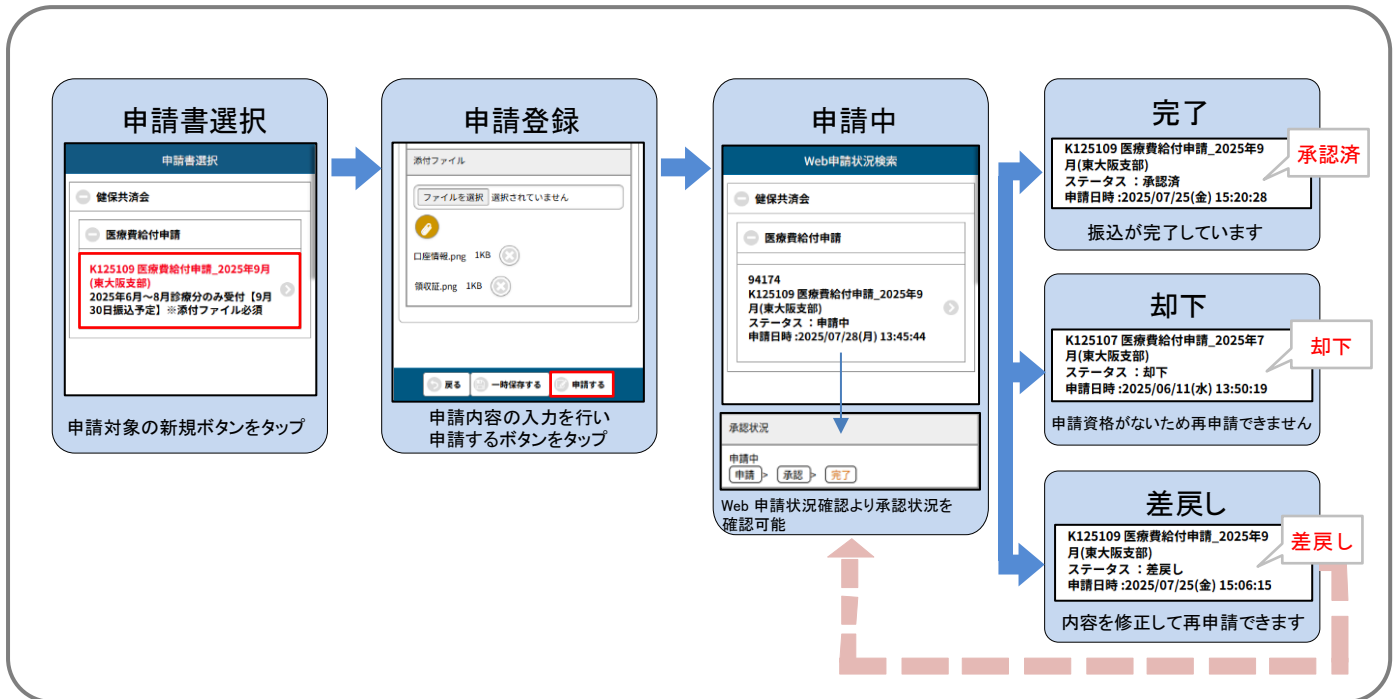 申請書選択
申請書選択
健保共済会
医療費給付申請
K125109 医療費給付申請_2025年9月
(東大阪支部)
2025年6月～8月診療分のみ受付【9月
30日振込予定】※添付ファイル必須
申請対象の新規ボタンをタップ
申請登録
添付ファイル
ファイルを選択 選択されていません
口座情報.png 1KB
領収証.png 1KB
戻る 一時保存する 申請する
申請内容の入力を行い
申請するボタンをタップ
申請中
Web申請状況検索
健保共済会
医療費給付申請
94174
K125109 医療費給付申請_2025年9
月(東大阪支部)
ステータス ：申請中
申請日時 :2025/07/28(月) 13:45:44
承認状況
申請中
申請 > 承認 > 完了
Web 申請状況確認より承認状況を
確認可能
完了
K125109 医療費給付申請_2025年9
月(東大阪支部)
ステータス ：承認済
申請日時 :2025/07/25(金) 15:20:28
承認済
振込が完了しています
却下
K125107 医療費給付申請_2025年7
月(東大阪支部)
ステータス ：却下
申請日時 :2025/06/11(水) 13:50:19
却下
申請資格がないため再申請できません
差戻し
K125109 医療費給付申請_2025年9
月(東大阪支部)
ステータス ：差戻し
申請日時 :2025/07/25(金) 15:06:15
差戻し
内容を修正して再申請できます